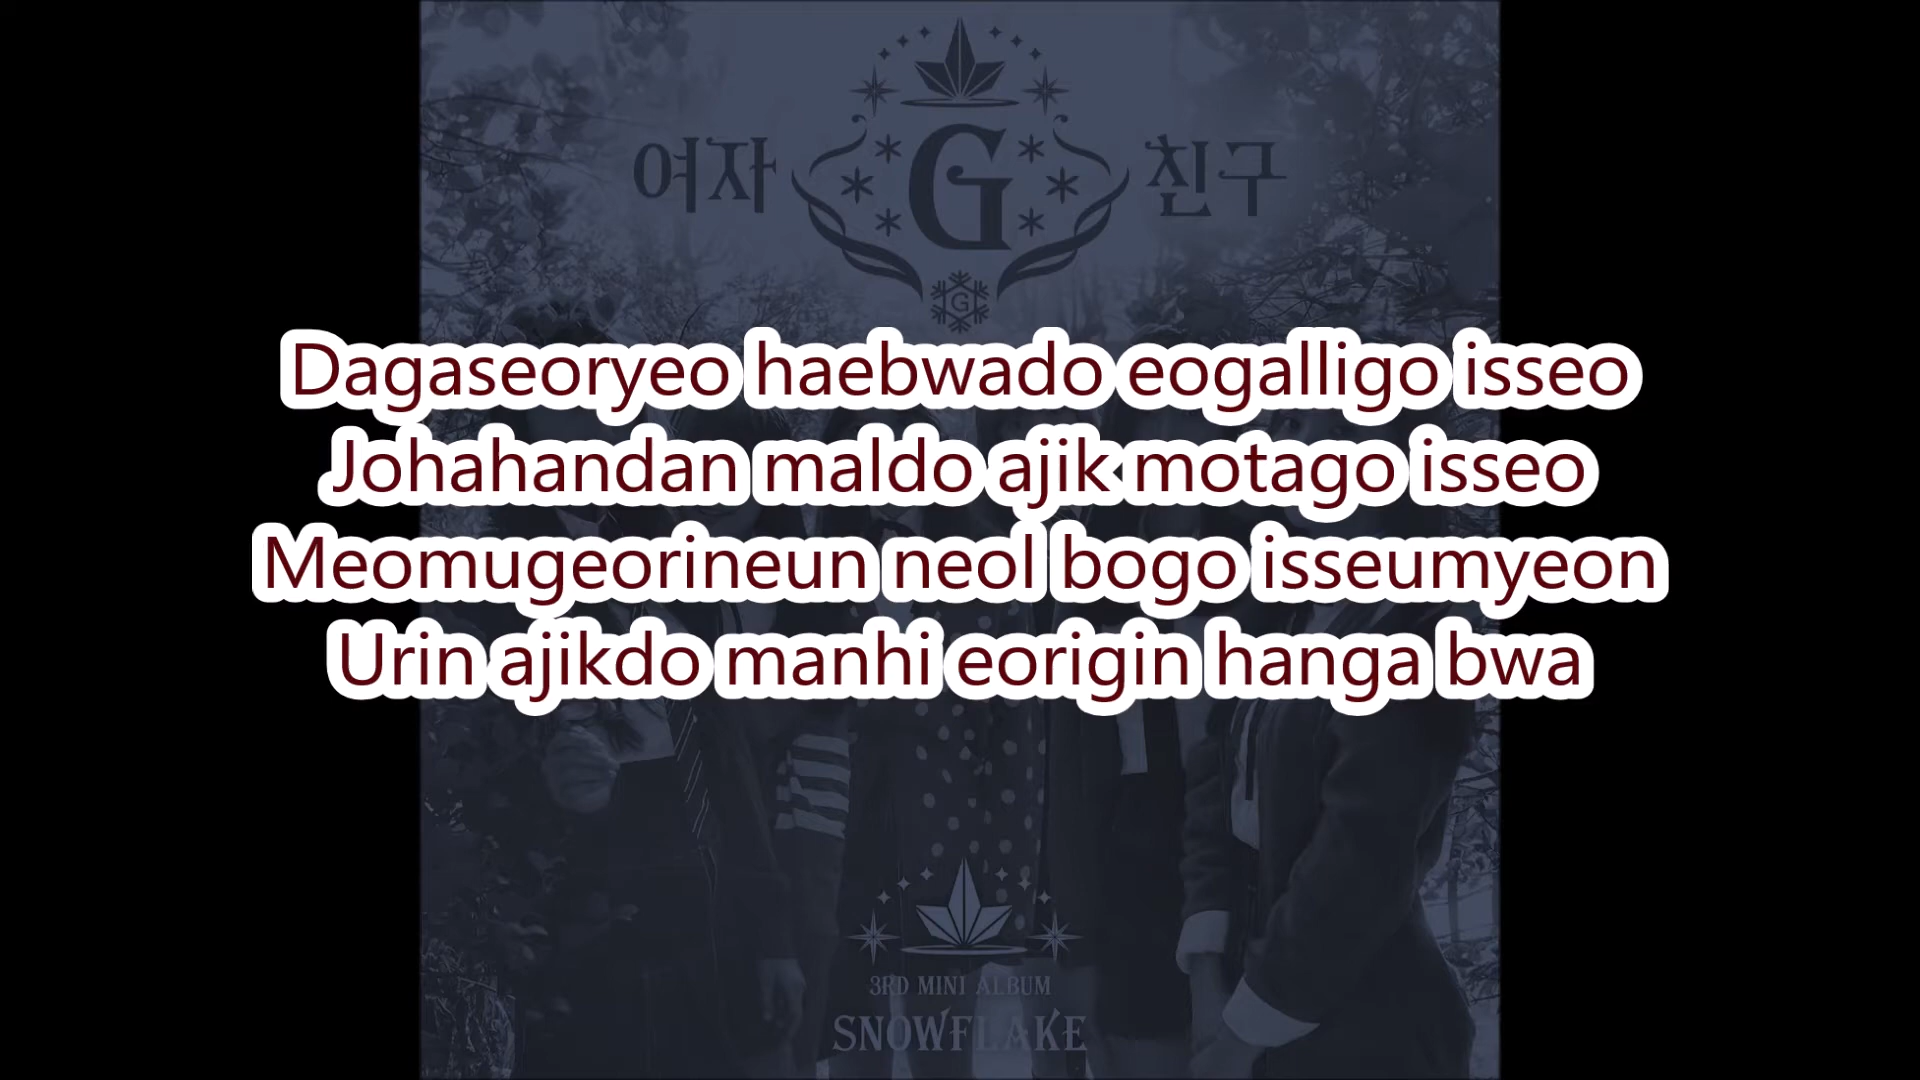 여자 G 친구
G
Dagaseoryeo haebwado eogalligo isseo
Johahandan maldo ajik motago isseo
Meomugeorineun neol bogo isseumyeon
Urin ajikdo manhi eorigin hanga bwa
3RD MINI ALBUM
SNOWFLAKE